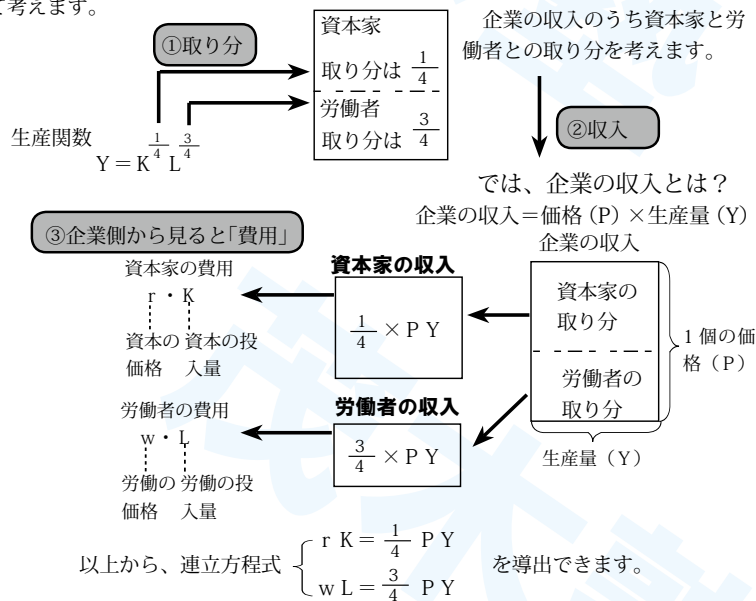 て考えます。
①取り分
資本家
取り分は 1/4
労働者
取り分は 3/4
企業の収入のうち資本家と労
働者との取り分を考えます。
生産関数
Y＝K^1/4 L^3/4
②収入
では、企業の収入とは？
企業の収入＝価格（P）×生産量（Y）
企業の収入
③企業側から見ると「費用」
資本家の費用
r・K
資本の 資本の投
価格 入量
資本家の収入
1/4 ×ＰＹ
資本家の
取り分
労働者の
取り分
1個の価
格（P）
生産量（Y）
労働者の費用
w・L
労働の 労働の投
価格 入量
労働者の収入
3/4 ×ＰＹ
以上から、連立方程式
rK＝1/4 PY
wL＝3/4 PY
を導出できます。